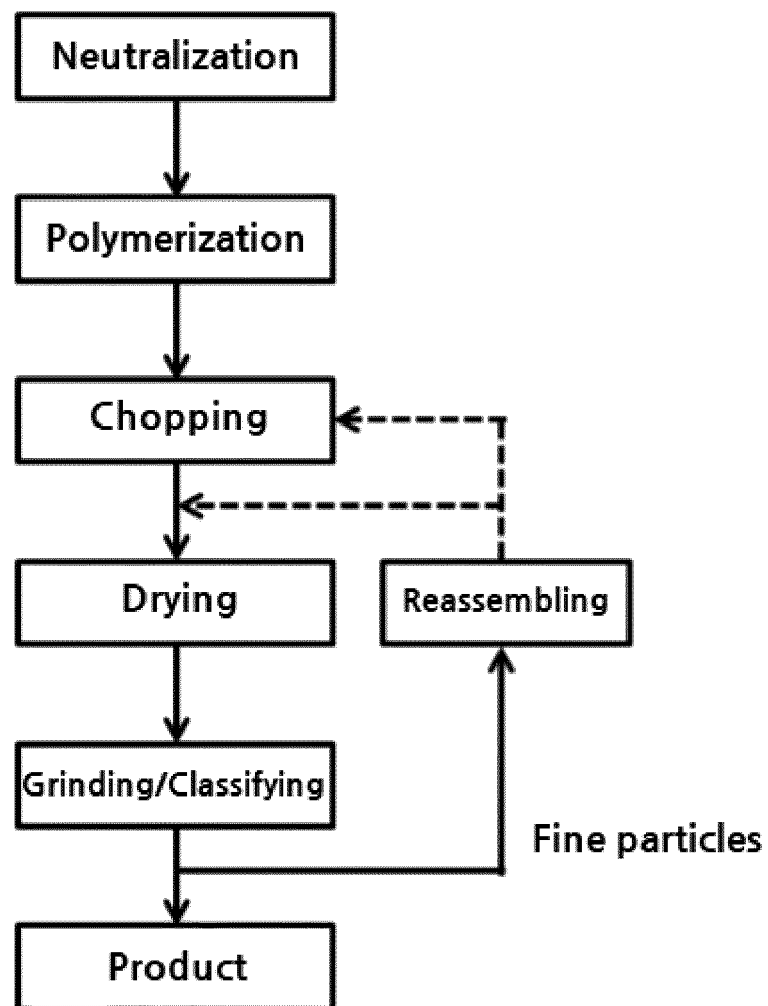 Neutralization
Polymerization
Chopping
Drying
Reassembling
Grinding/Classifying
Fine particles
Product